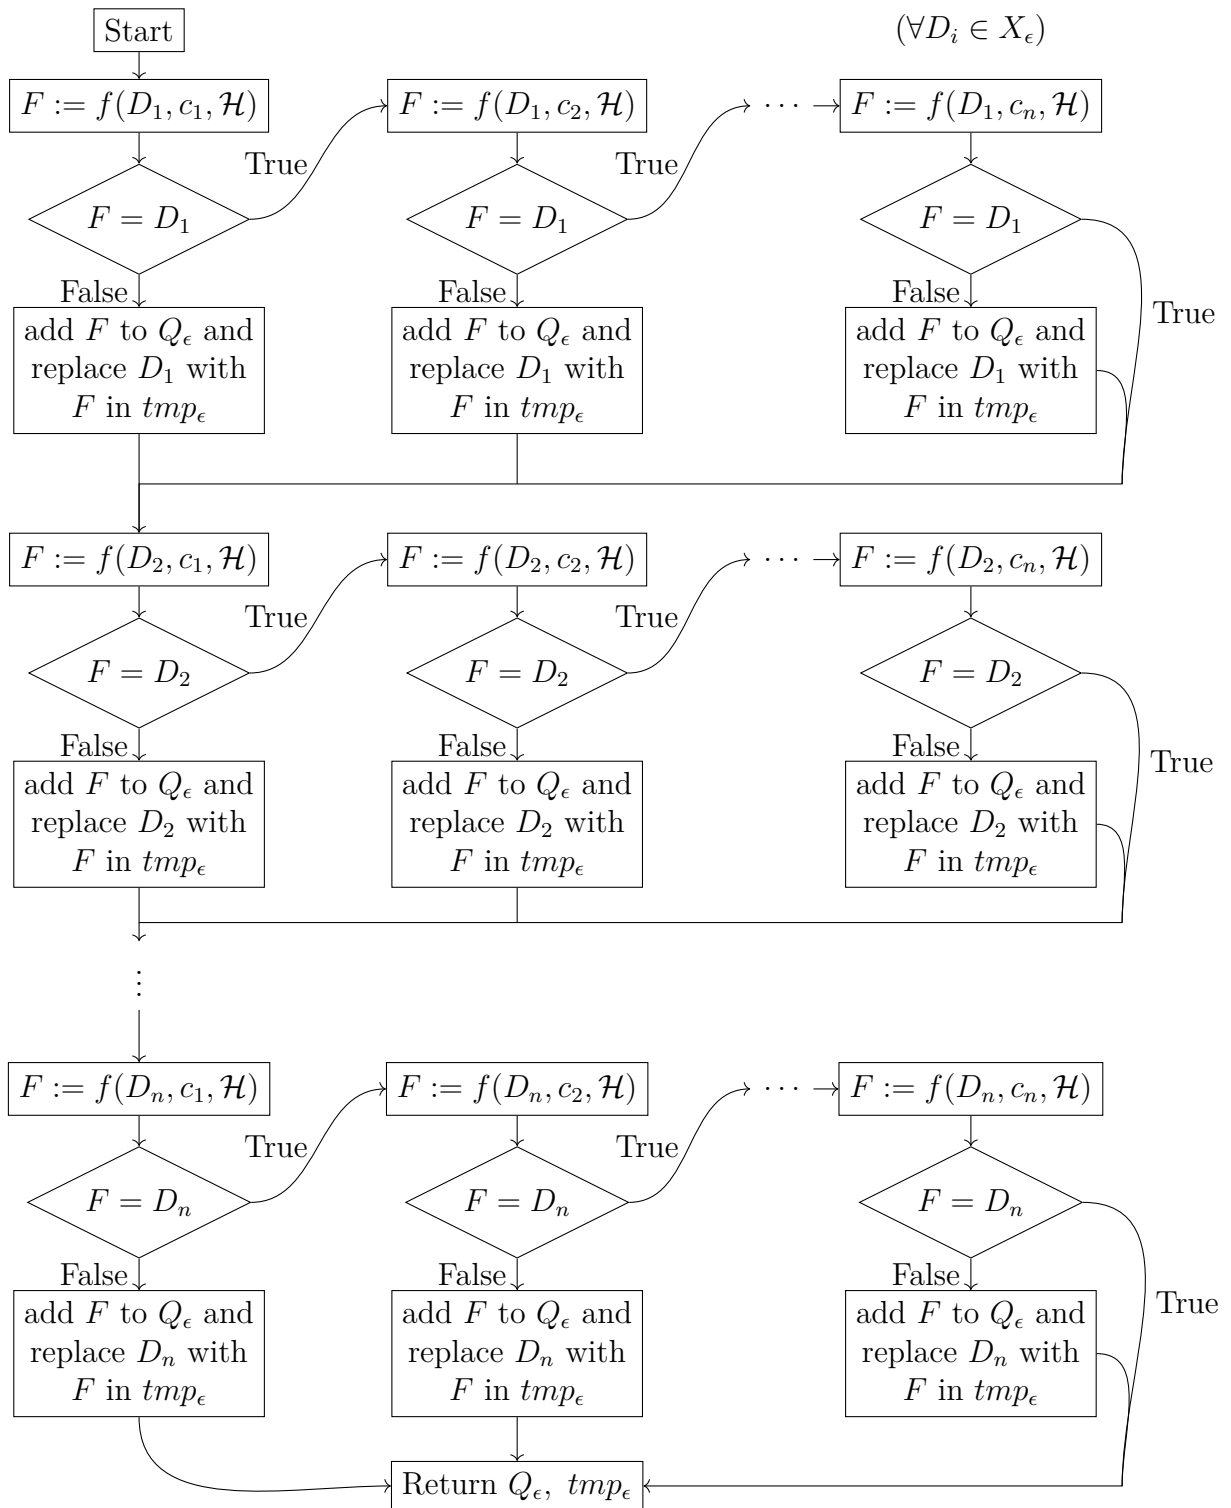 Start
(∀D_i ∈ X_ϵ)
F := f(D_1, c_1, ℋ)
F := f(D_1, c_2, ℋ)
⋯
F := f(D_1, c_n, ℋ)
True
True
F = D_1
F = D_1
F = D_1
True
False
False
False
add F to Q_ϵ and
replace D_1 with
F in tmp_ϵ
add F to Q_ϵ and
replace D_1 with
F in tmp_ϵ
add F to Q_ϵ and
replace D_1 with
F in tmp_ϵ
F := f(D_2, c_1, ℋ)
F := f(D_2, c_2, ℋ)
⋯
F := f(D_2, c_n, ℋ)
True
True
F = D_2
F = D_2
F = D_2
True
False
False
False
add F to Q_ϵ and
replace D_2 with
F in tmp_ϵ
add F to Q_ϵ and
replace D_2 with
F in tmp_ϵ
add F to Q_ϵ and
replace D_2 with
F in tmp_ϵ
⋮
F := f(D_n, c_1, ℋ)
F := f(D_n, c_2, ℋ)
⋯
F := f(D_n, c_n, ℋ)
True
True
F = D_n
F = D_n
F = D_n
True
False
False
False
add F to Q_ϵ and
replace D_n with
F in tmp_ϵ
add F to Q_ϵ and
replace D_n with
F in tmp_ϵ
add F to Q_ϵ and
replace D_n with
F in tmp_ϵ
Return Q_ϵ, tmp_ϵ